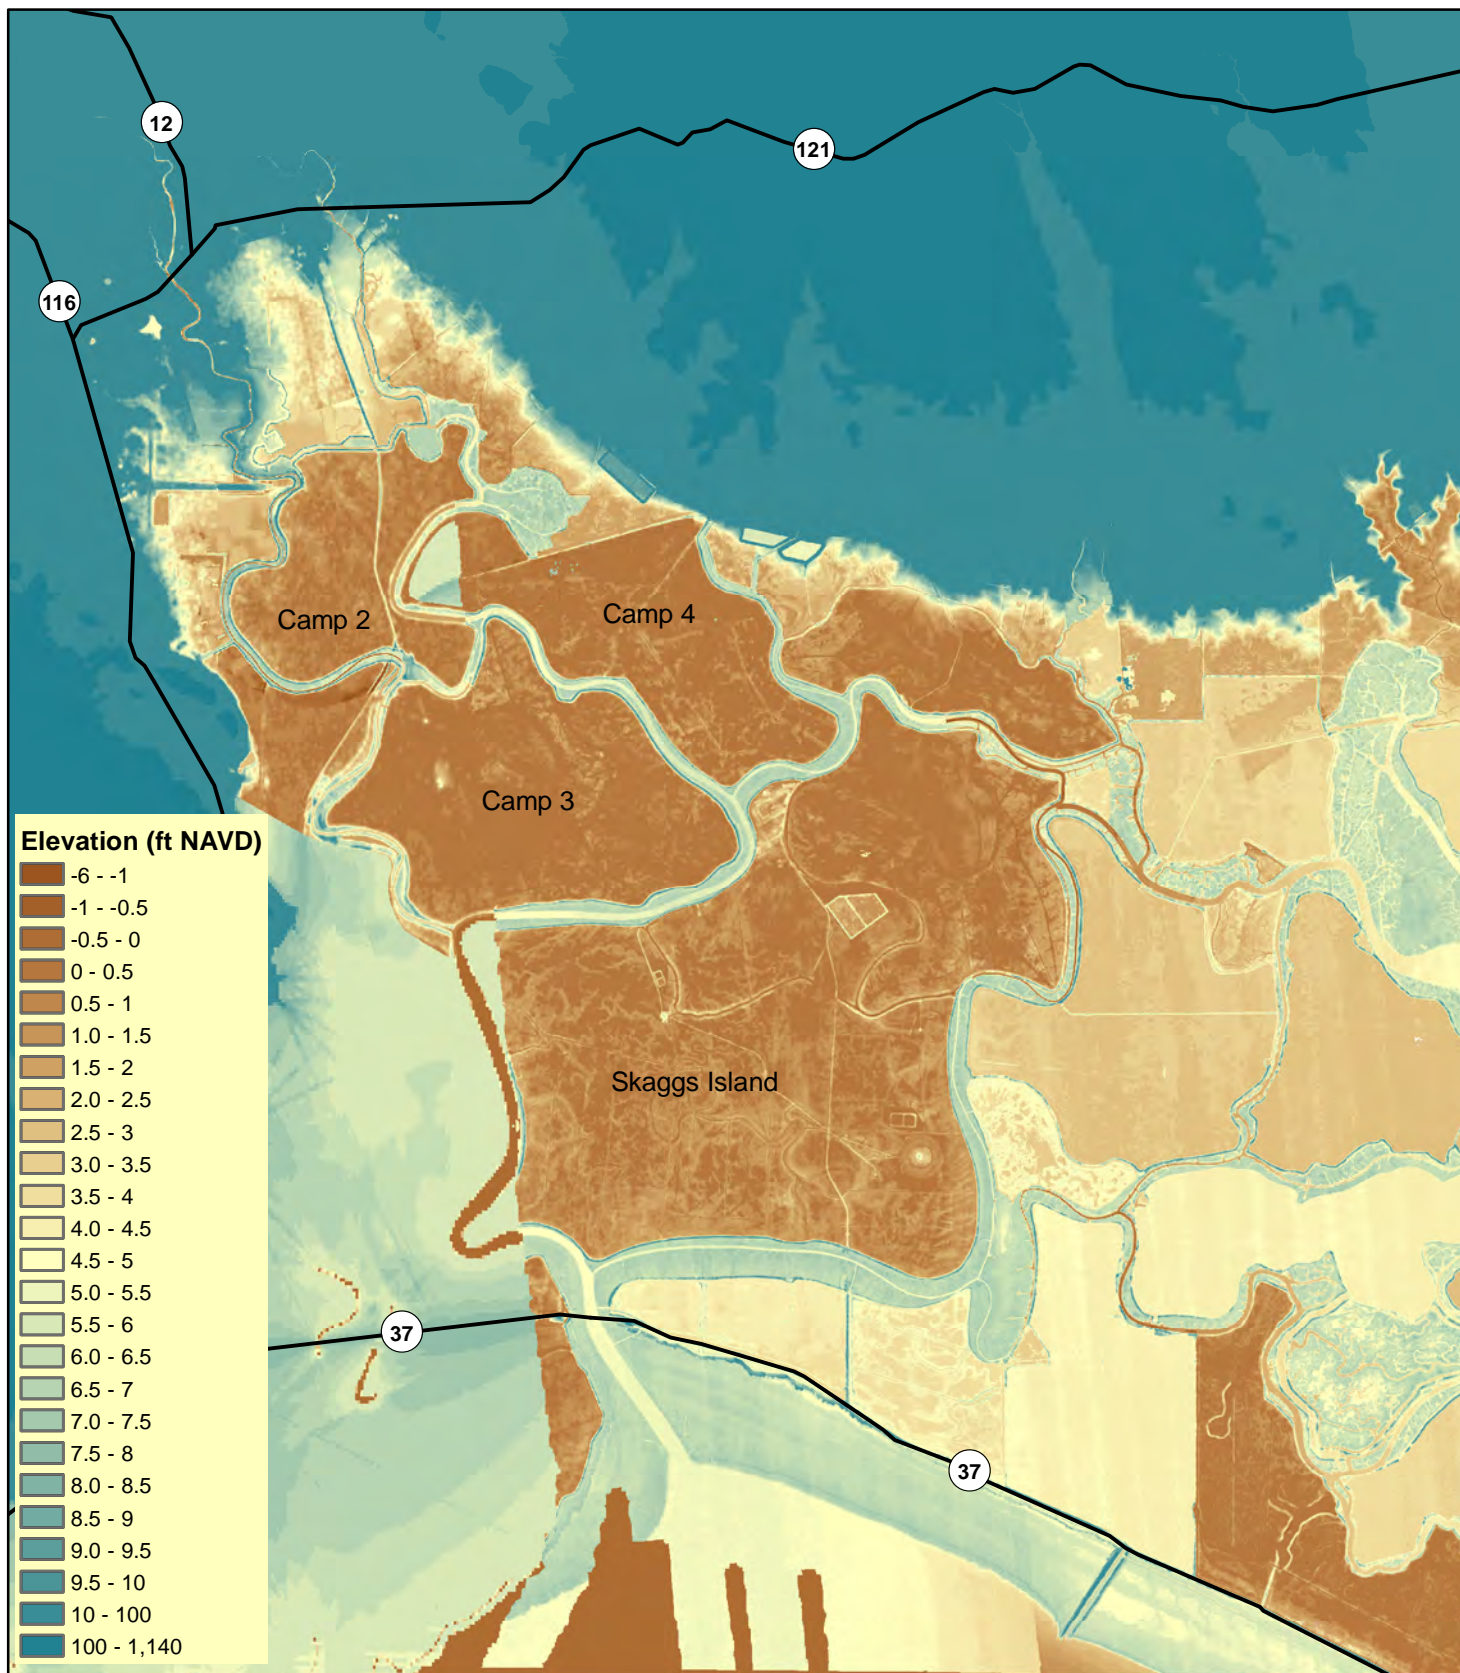 12
121
116
Camp 2
Camp 4
Camp 3
Elevation (ft NAVD)
-6 - -1
-1 - -0.5
-0.5 - 0
0 - 0.5
0.5 - 1
1.0 - 1.5
1.5 - 2
2.0 - 2.5
2.5 - 3
3.0 - 3.5
3.5 - 4
4.0 - 4.5
4.5 - 5
5.0 - 5.5
5.5 - 6
6.0 - 6.5
6.5 - 7
7.0 - 7.5
7.5 - 8
8.0 - 8.5
8.5 - 9
9.0 - 9.5
9.5 - 10
10 - 100
100 - 1,140
Skaggs Island
37
37